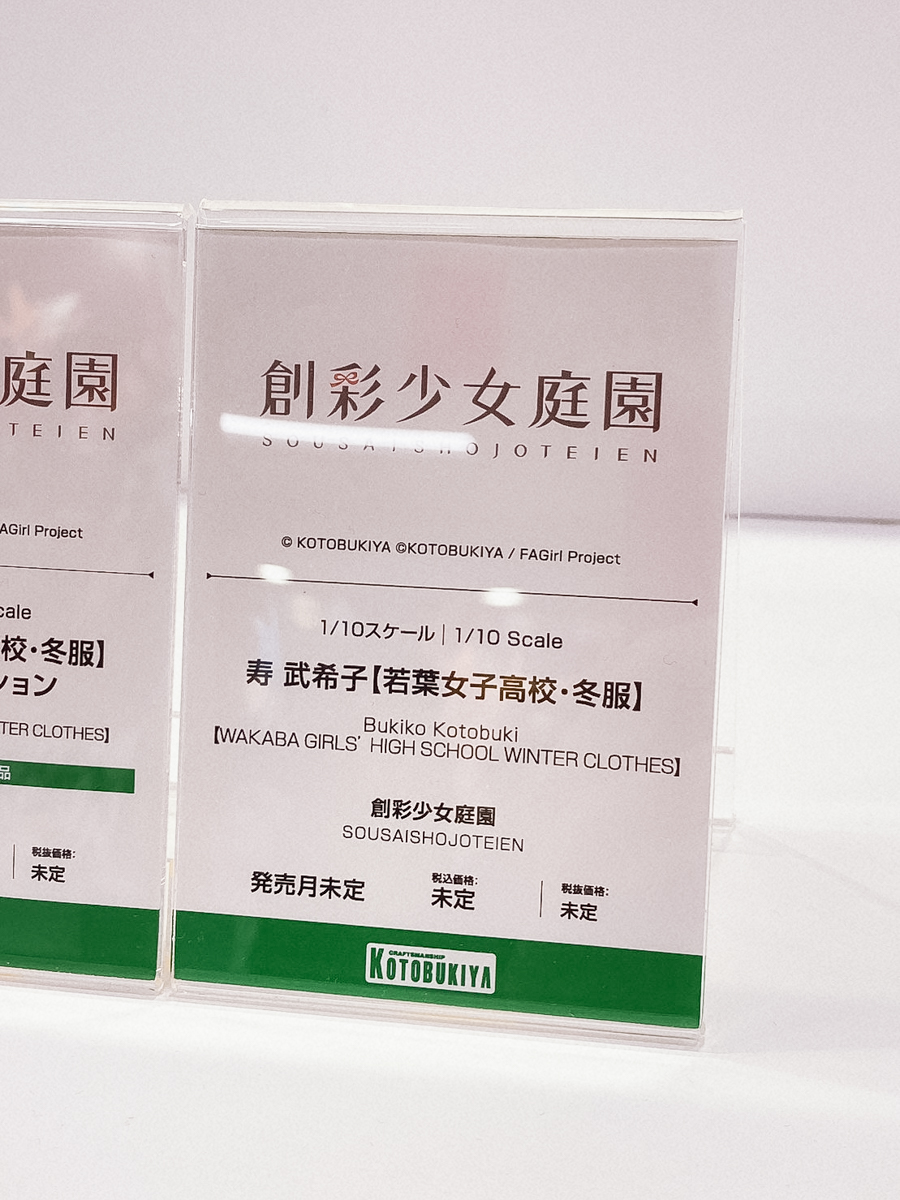 庭園
TEIEN
AGirl Project
cale
校・冬服】
ション
TER CLOTHES】
品
税抜価格:
未定
創彩少女庭園
SOUSAISHOJOTEIEN
© KOTOBUKIYA ©KOTOBUKIYA / FAGirl Project
1/10スケール | 1/10 Scale
寿 武希子【若葉女子高校・冬服】
Bukiko Kotobuki
【WAKABA GIRLS' HIGH SCHOOL WINTER CLOTHES】
創彩少女庭園
SOUSAISHOJOTEIEN
発売月未定
税込価格:
未定
税抜価格:
未定
CRAFTSMANSHIP
KOTOBUKIYA